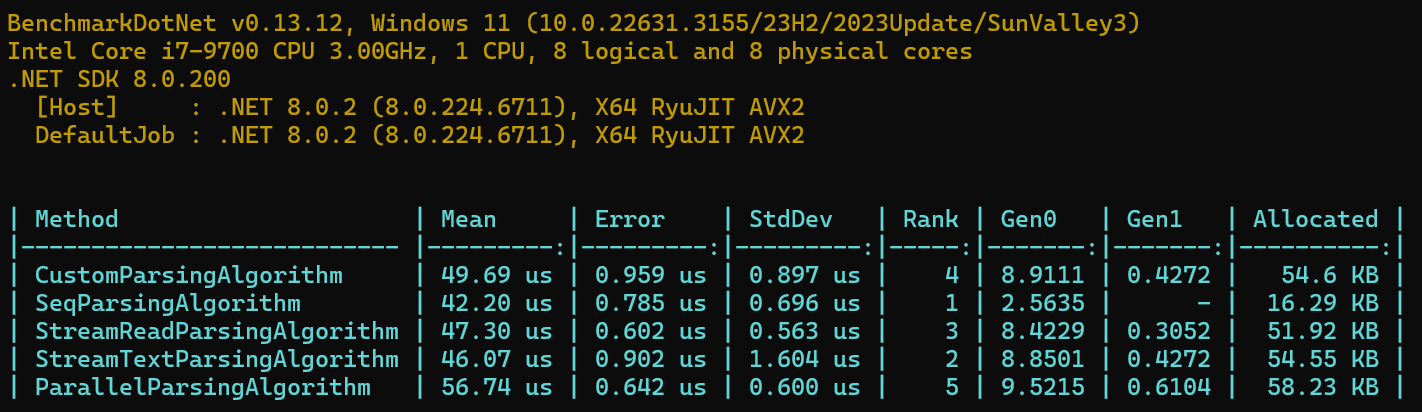 BenchmarkDotNet v0.13.12, Windows 11 (10.0.22631.3155/23H2/2023Update/SunValley3)
Intel Core i7-9700 CPU 3.00GHz, 1 CPU, 8 logical and 8 physical cores
.NET SDK 8.0.200
  [Host]     : .NET 8.0.2 (8.0.224.6711), X64 RyuJIT AVX2
  DefaultJob : .NET 8.0.2 (8.0.224.6711), X64 RyuJIT AVX2
| Method                     | Mean     | Error    | StdDev   | Rank | Gen0   | Gen1   | Allocated |
|--------------------------- |---------:|---------:|---------:|-----:|-------:|-------:|----------:|
| CustomParsingAlgorithm     | 49.69 us | 0.959 us | 0.897 us |    4 | 8.9111 | 0.4272 |   54.6 KB |
| SeqParsingAlgorithm        | 42.20 us | 0.785 us | 0.696 us |    1 | 2.5635 |      - |  16.29 KB |
| StreamReadParsingAlgorithm | 47.30 us | 0.602 us | 0.563 us |    3 | 8.4229 | 0.3052 |  51.92 KB |
| StreamTextParsingAlgorithm | 46.07 us | 0.902 us | 1.604 us |    2 | 8.8501 | 0.4272 |  54.55 KB |
| ParallelParsingAlgorithm   | 56.74 us | 0.642 us | 0.600 us |    5 | 9.5215 | 0.6104 |  58.23 KB |